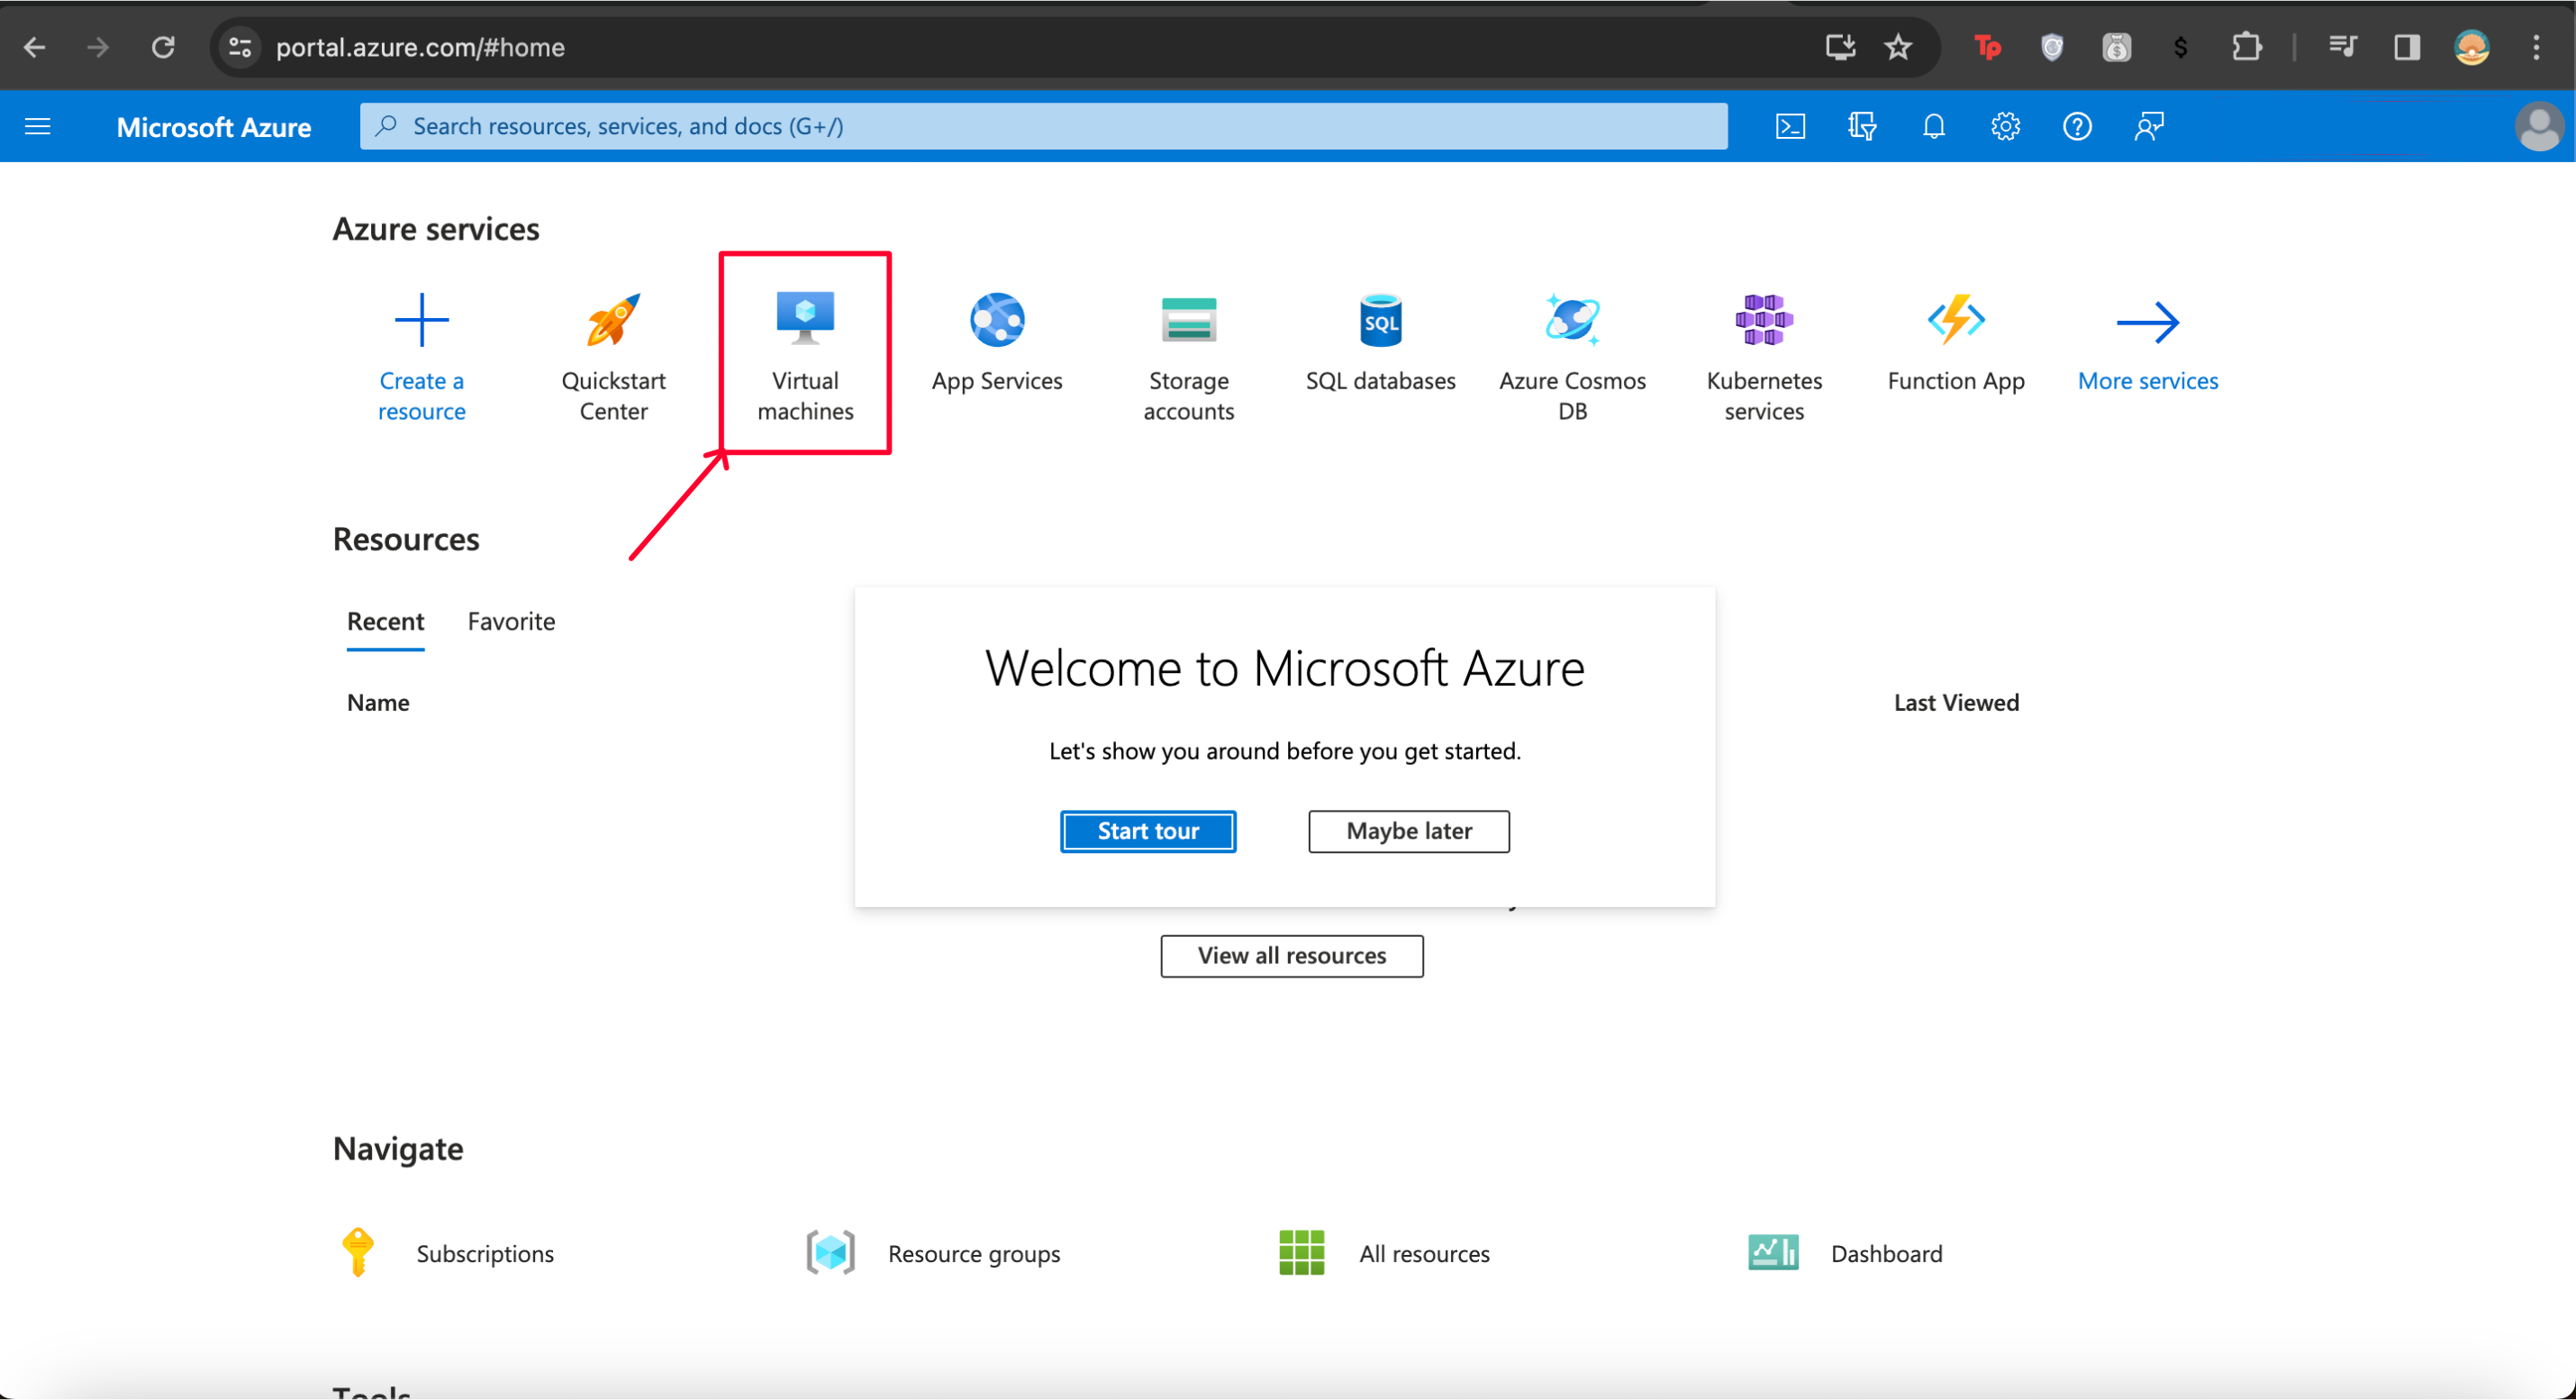 portal.azure.com/#home
Tp
$
$
Microsoft Azure
Search resources, services, and docs (G+/)
Azure services
Create a
resource
Quickstart
Center
Virtual
machines
App Services
Storage
accounts
SQL
SQL databases
Azure Cosmos
DB
Kubernetes
services
Function App
More services
Resources
Recent
Favorite
Name
Last Viewed
Welcome to Microsoft Azure
Let's show you around before you get started.
Start tour
Maybe later
View all resources
Navigate
Subscriptions
Resource groups
All resources
Dashboard
Tools